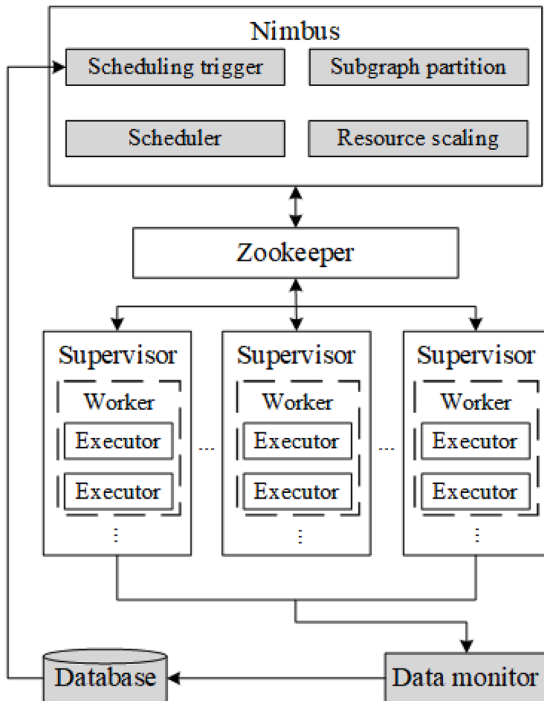 Nimbus
Scheduling trigger
Subgraph partition
Scheduler
Resource scaling
Zookeeper
Supervisor
Supervisor
Supervisor
Worker
Worker
Worker
Executor
Executor
...
Executor
...
Executor
Executor
Executor
Executor
⋮
⋮
⋮
Database
Data monitor